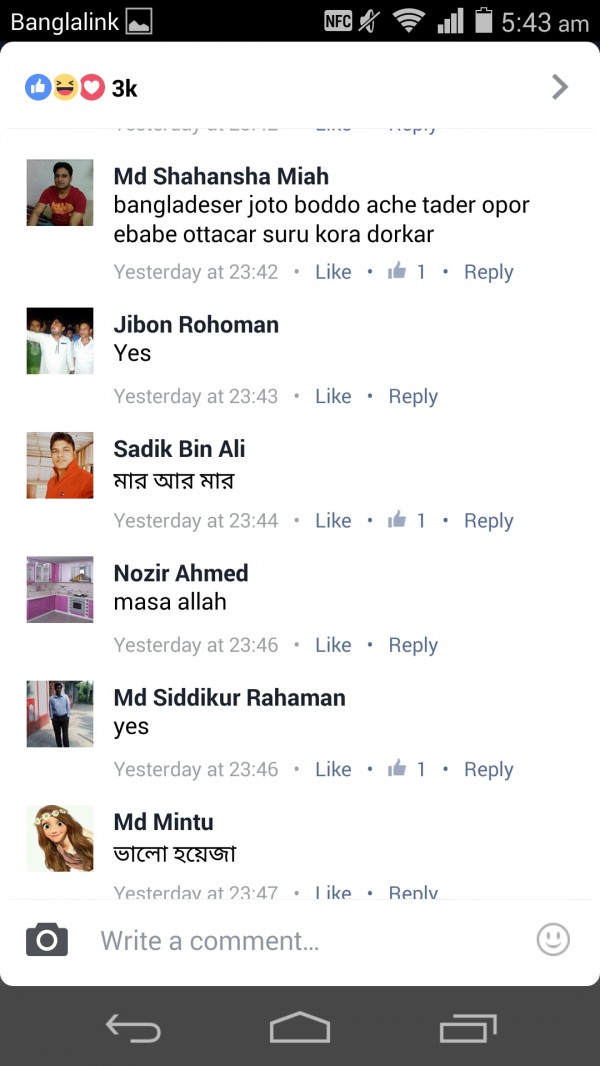 Banglalink
NFC
5:43 am
3k
Md Shahansha Miah
bangladeser joto boddo ache tader opor
ebabe ottacar suru kora dorkar
Yesterday at 23:42 • Like • 1 • Reply
Jibon Rohoman
Yes
Yesterday at 23:43 • Like • Reply
Sadik Bin Ali
মার আর মার
Yesterday at 23:44 • Like • 1 • Reply
Nozir Ahmed
masa allah
Yesterday at 23:46 • Like • Reply
Md Siddikur Rahaman
yes
Yesterday at 23:46 • Like • 1 • Reply
Md Mintu
ভালো হয়েজা
Yesterday at 23:47 • Like • Reply
Write a comment...